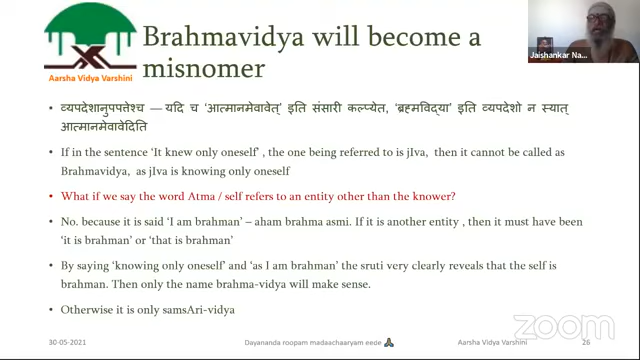 Brahmavidya will become a
misnomer
Aarsha Vidya Varshini
Jaishankar Na...
• व्यपदेशानुपपत्तेश्च — यदि च ‘आत्मानमेवावेत्’ इति संसारी कल्प्येत, ‘ब्रह्मविद्या’ इति व्यपदेशो न स्यात्
आत्मानमेवावेदिति
• If in the sentence ‘It knew only oneself’ , the one being referred to is jIva, then it cannot be called as
Brahmavidya, as jIva is knowing only oneself
• What if we say the word Atma / self refers to an entity other than the knower?
• No. because it is said ‘I am brahman’ – aham brahma asmi. If it is another entity , then it must have been
‘it is brahman’ or ‘that is brahman’
• By saying ‘knowing only oneself’ and ‘as I am brahman’ the sruti very clearly reveals that the self is
brahman. Then only the name brahma-vidya will make sense.
• Otherwise it is only samsAri-vidya
30-05-2021
Dayananda roopam madaachaaryam eede 🙏
Aarsha Vidya Varshini
26
zoom